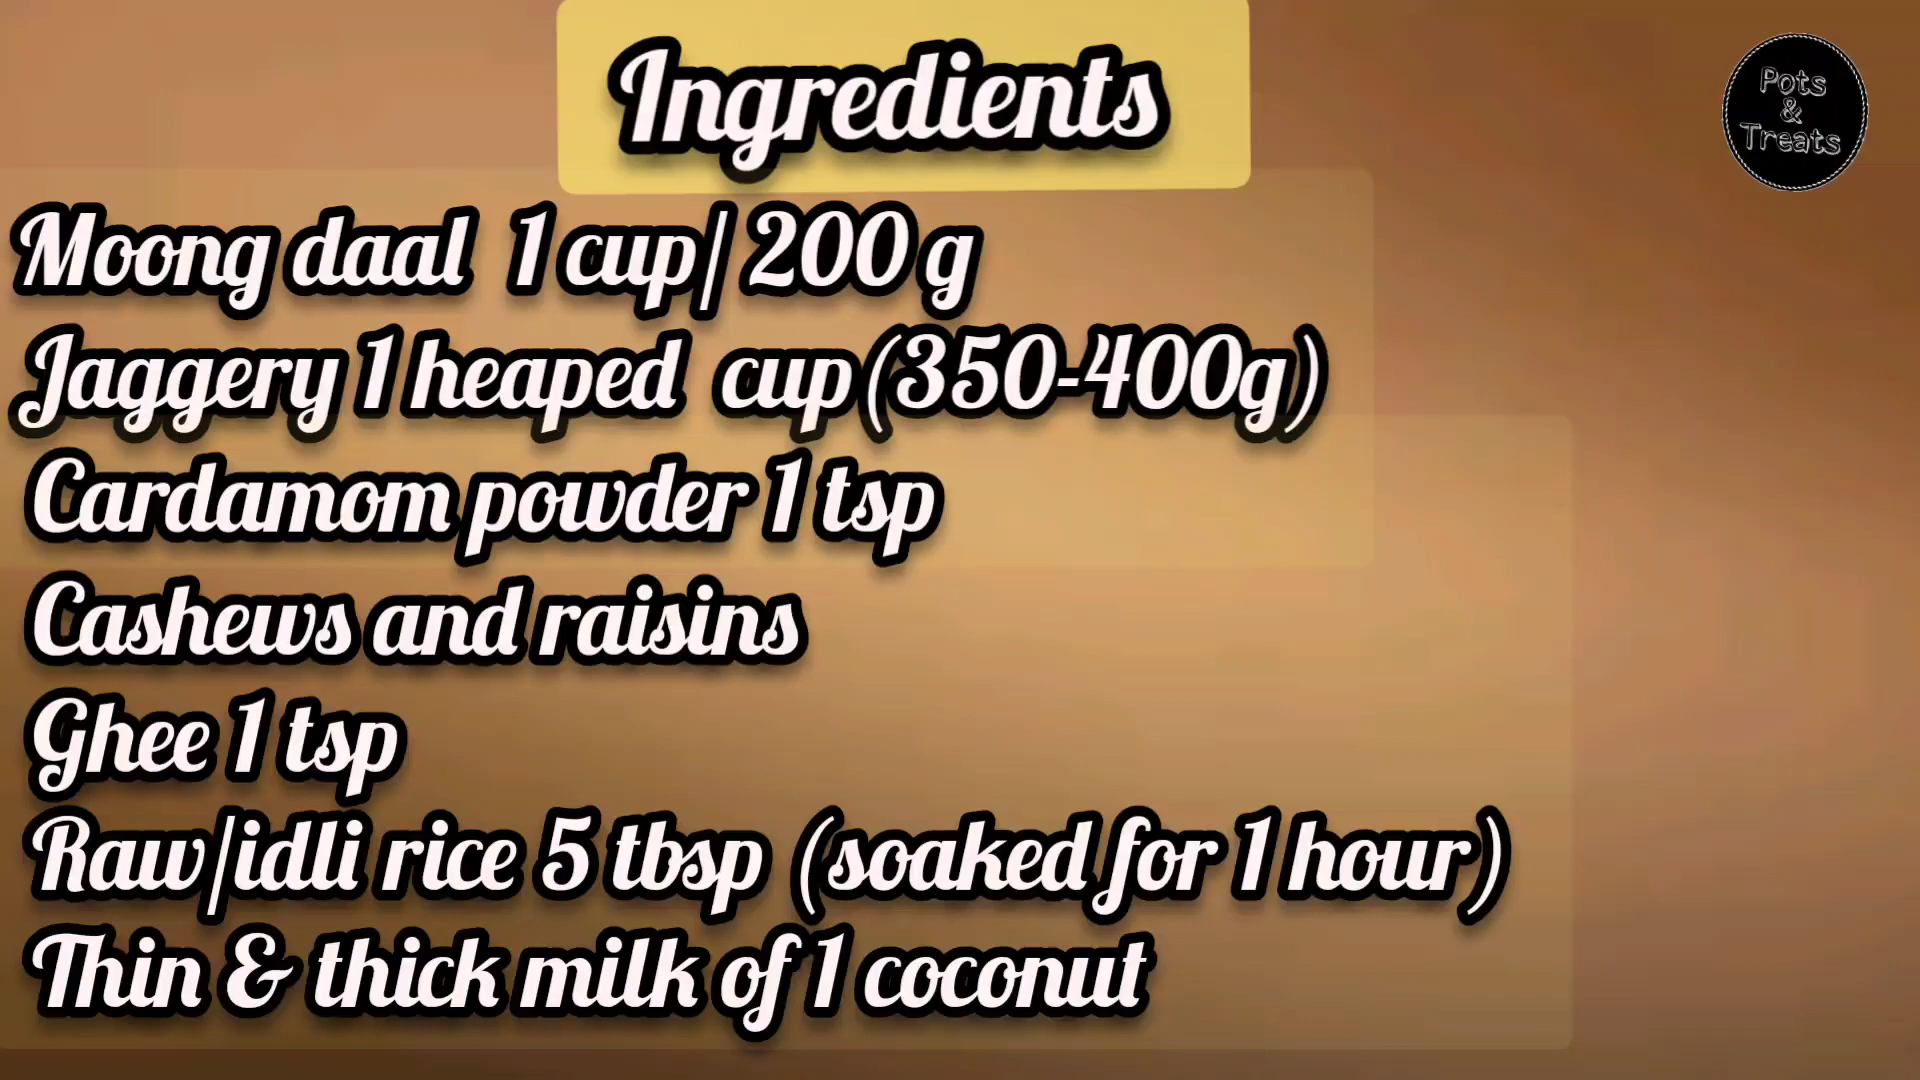 Ingredients
Pots
&
Treats
Moong daal 1 cup/ 200 g
Jaggery 1 heaped cup (350-400g)
Cardamom powder 1 tsp
Cashews and raisins
Ghee 1 tsp
Raw/idli rice 5 tbsp (soaked for 1 hour)
Thin & thick milk of 1 coconut